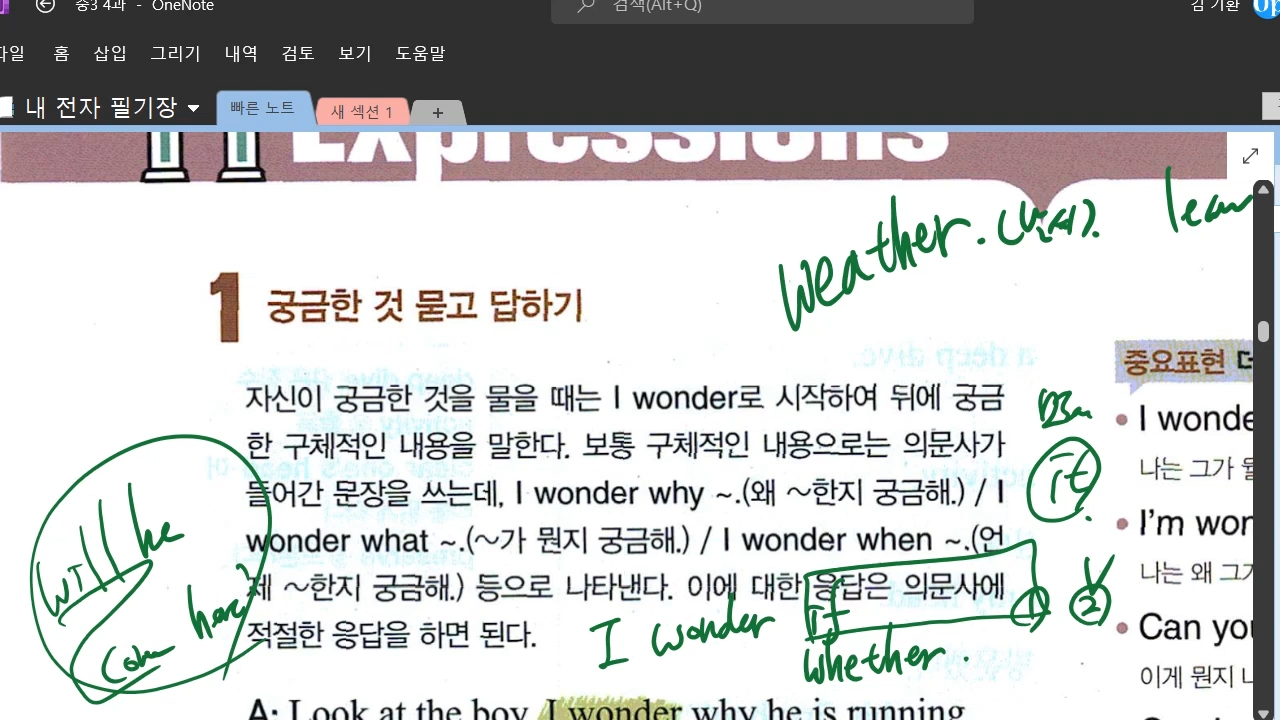 중3 4과 - OneNote
검색(Alt+Q)
김 기환
파일 홈 삽입 그리기 내역 검토 보기 도움말
내 전자 필기장
빠른 노트
새 섹션 1
+
Expressions
weather.
1 궁금한 것 묻고 답하기
자신이 궁금한 것을 물을 때는 I wonder로 시작하여 뒤에 궁금
한 구체적인 내용을 말한다. 보통 구체적인 내용으로는 의문사가
들어간 문장을 쓰는데, I wonder why ~.(왜 ~한지 궁금해.) / I
wonder what ~.(~가 뭔지 궁금해.) / I wonder when ~.(언
제 ~한지 궁금해.) 등으로 나타낸다. 이에 대한 응답은 의문사에
적절한 응답을 하면 된다.
Will he
come here?
I wonder if
whether.
① ②
if
A: Look at the boy. I wonder why he is running
중요표현
I wonde
나는 그가
I'm wor
나는 왜 그가
Can you
이게 뭔지